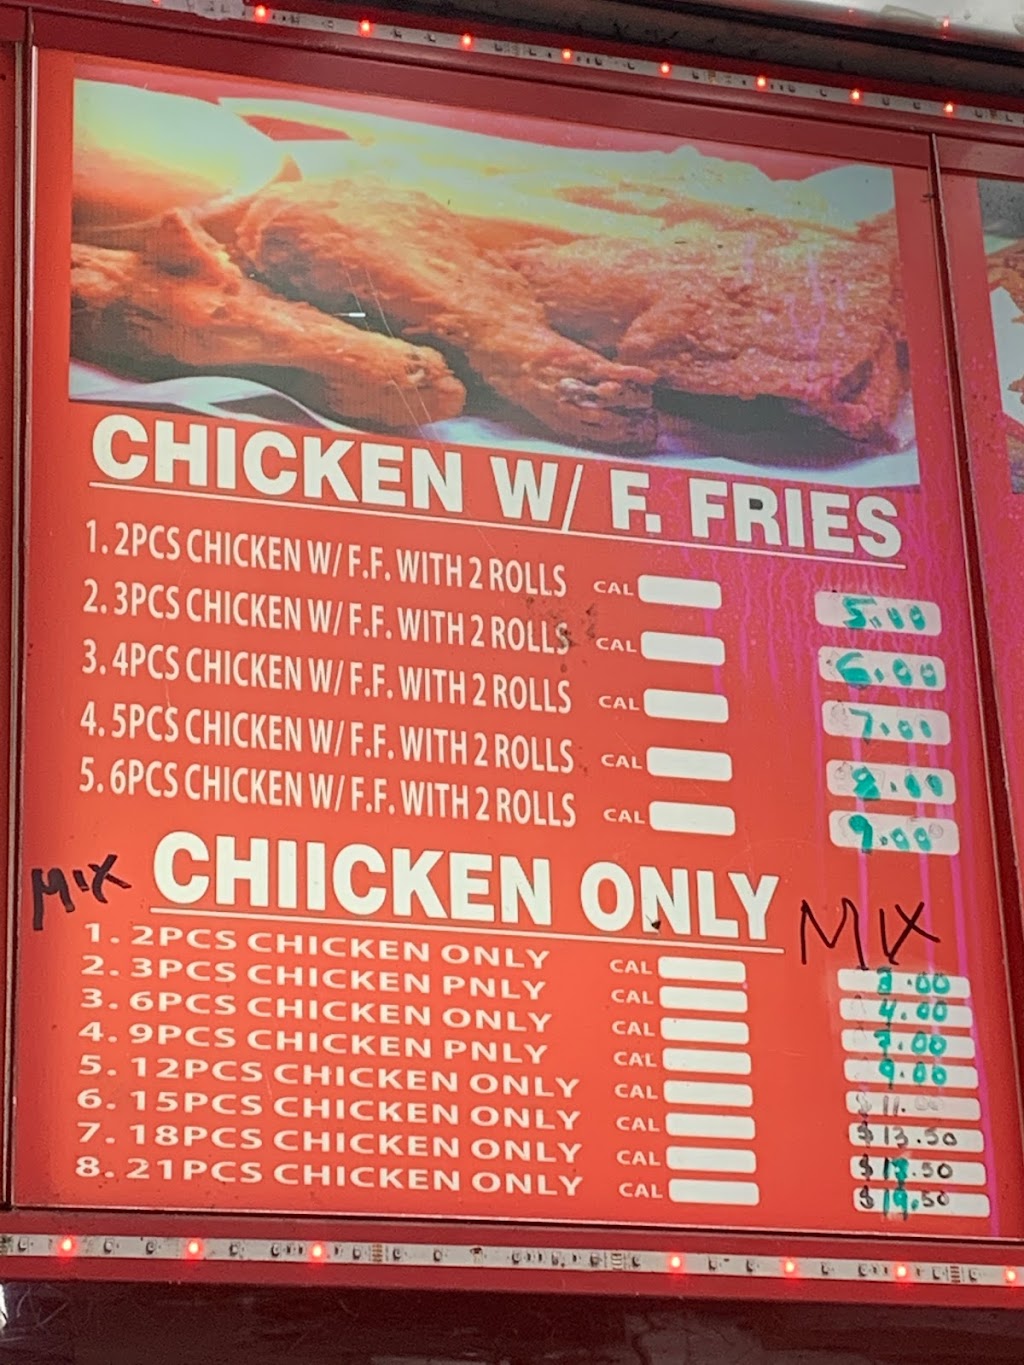 CHICKEN W/ F. FRIES
1. 2PCS CHICKEN W/ F.F. WITH 2 ROLLS CAL 5.00
2. 3PCS CHICKEN W/ F.F. WITH 2 ROLLS CAL 6.00
3. 4PCS CHICKEN W/ F.F. WITH 2 ROLLS CAL 7.00
4. 5PCS CHICKEN W/ F.F. WITH 2 ROLLS CAL 8.00
5. 6PCS CHICKEN W/ F.F. WITH 2 ROLLS CAL 9.00
MIX CHIICKEN ONLY MIX
1. 2PCS CHICKEN ONLY CAL 3.00
2. 3PCS CHICKEN PNLY CAL 4.00
3. 6PCS CHICKEN ONLY CAL 7.00
4. 9PCS CHICKEN PNLY CAL 9.00
5. 12PCS CHICKEN ONLY CAL $ 11.00
6. 15PCS CHICKEN ONLY CAL $13.50
7. 18PCS CHICKEN ONLY CAL
8. 21PCS CHICKEN ONLY CAL $19.50